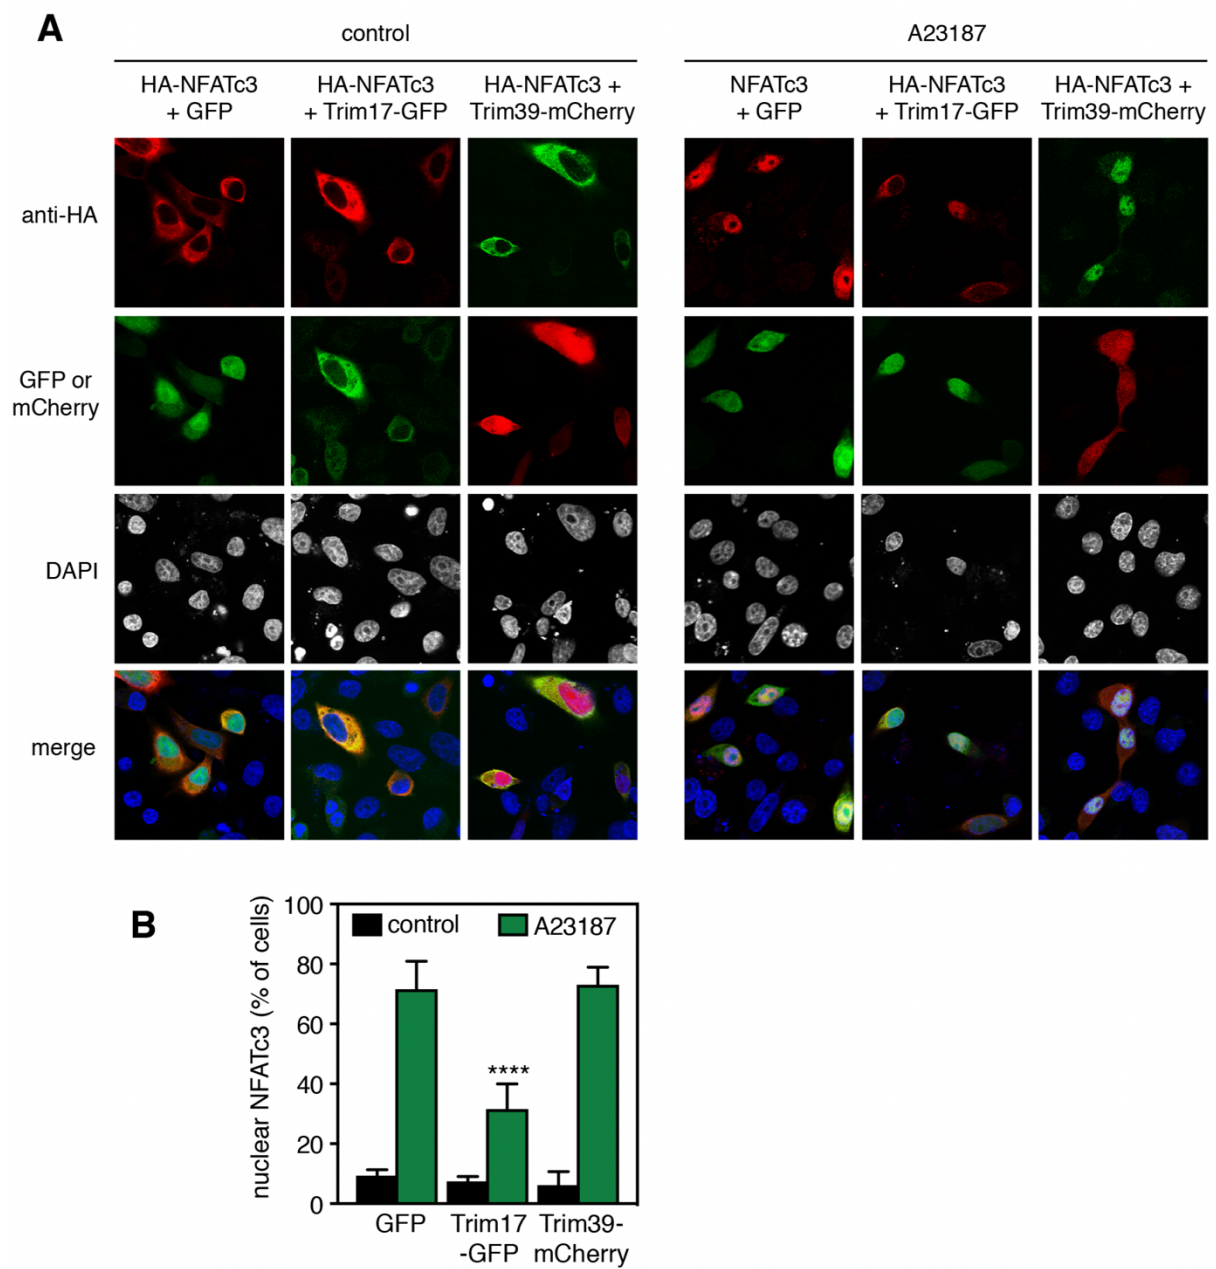 A
control
A23187
HA-NFATc3
+ GFP
HA-NFATc3
+ Trim17-GFP
HA-NFATc3 +
Trim39-mCherry
NFATc3
+ GFP
HA-NFATc3
+ Trim17-GFP
HA-NFATc3 +
Trim39-mCherry
anti-HA
GFP or
mCherry
DAPI
merge
B
nuclear NFATc3 (% of cells)
100
80
60
40
20
0
control
A23187
****
GFP
Trim17
-GFP
Trim39-
mCherry